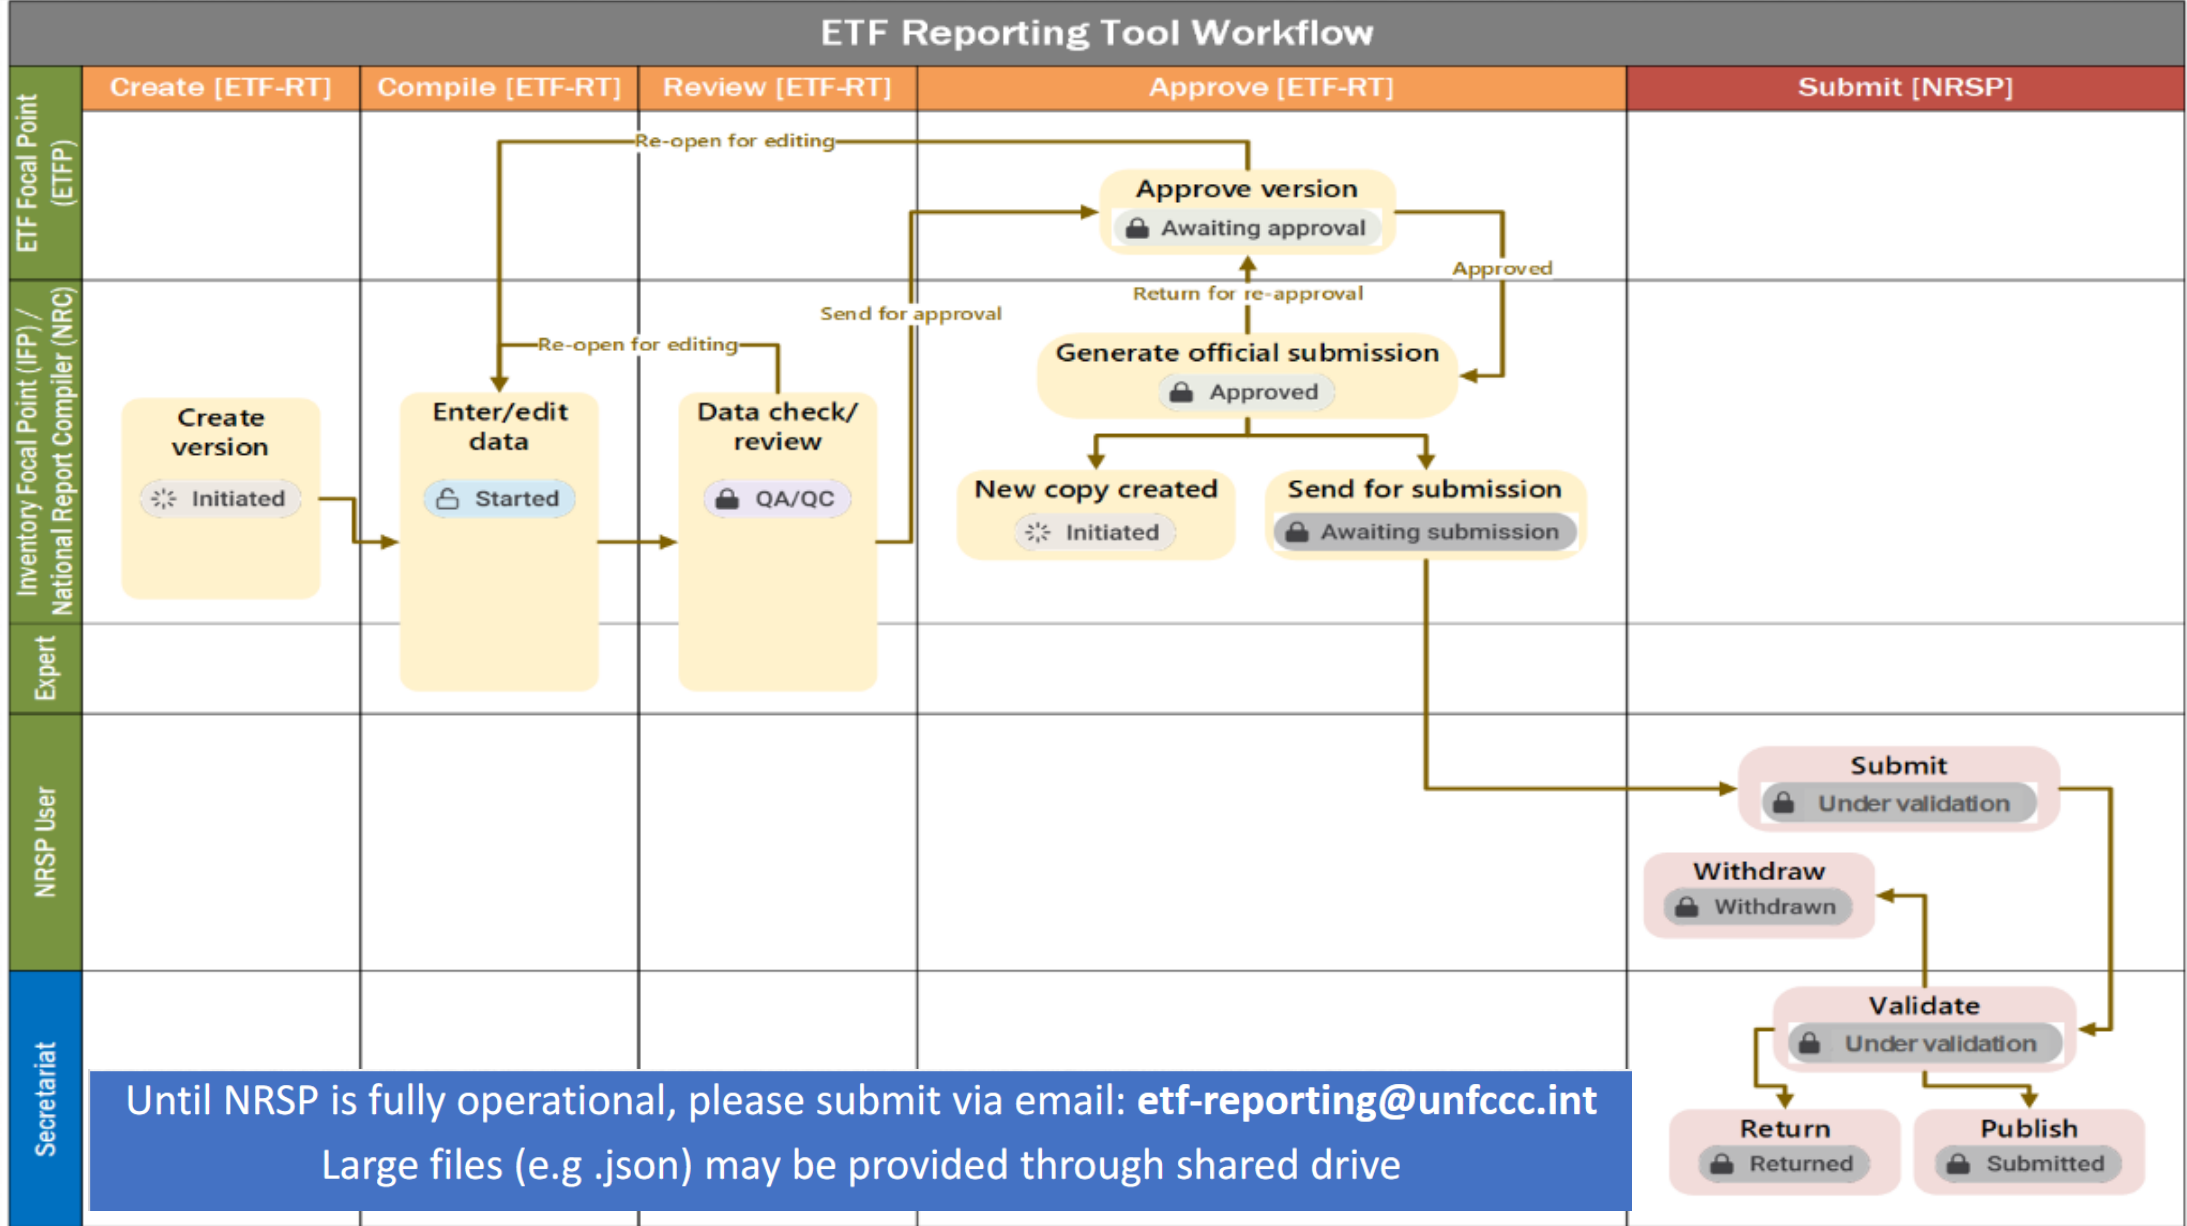 ETF Reporting Tool Workflow
Create [ETF-RT]
Compile [ETF-RT]
Review [ETF-RT]
Approve [ETF-RT]
Submit [NRSP]
ETF Focal Point
(ETFP)
Re-open for editing
Approve version
Awaiting approval
Approved
Inventory Focal Point (IFP) /
National Report Compiler (NRC)
Return for re-approval
Send for approval
Re-open for editing
Generate official submission
Approved
Create
version
Initiated
Enter/edit
data
Started
Data check/
review
QA/QC
New copy created
Initiated
Send for submission
Awaiting submission
Expert
NRSP User
Submit
Under validation
Withdraw
Withdrawn
Secretariat
Validate
Under validation
Return
Returned
Publish
Submitted
Until NRSP is fully operational, please submit via email: etf-reporting@unfccc.int
Large files (e.g .json) may be provided through shared drive